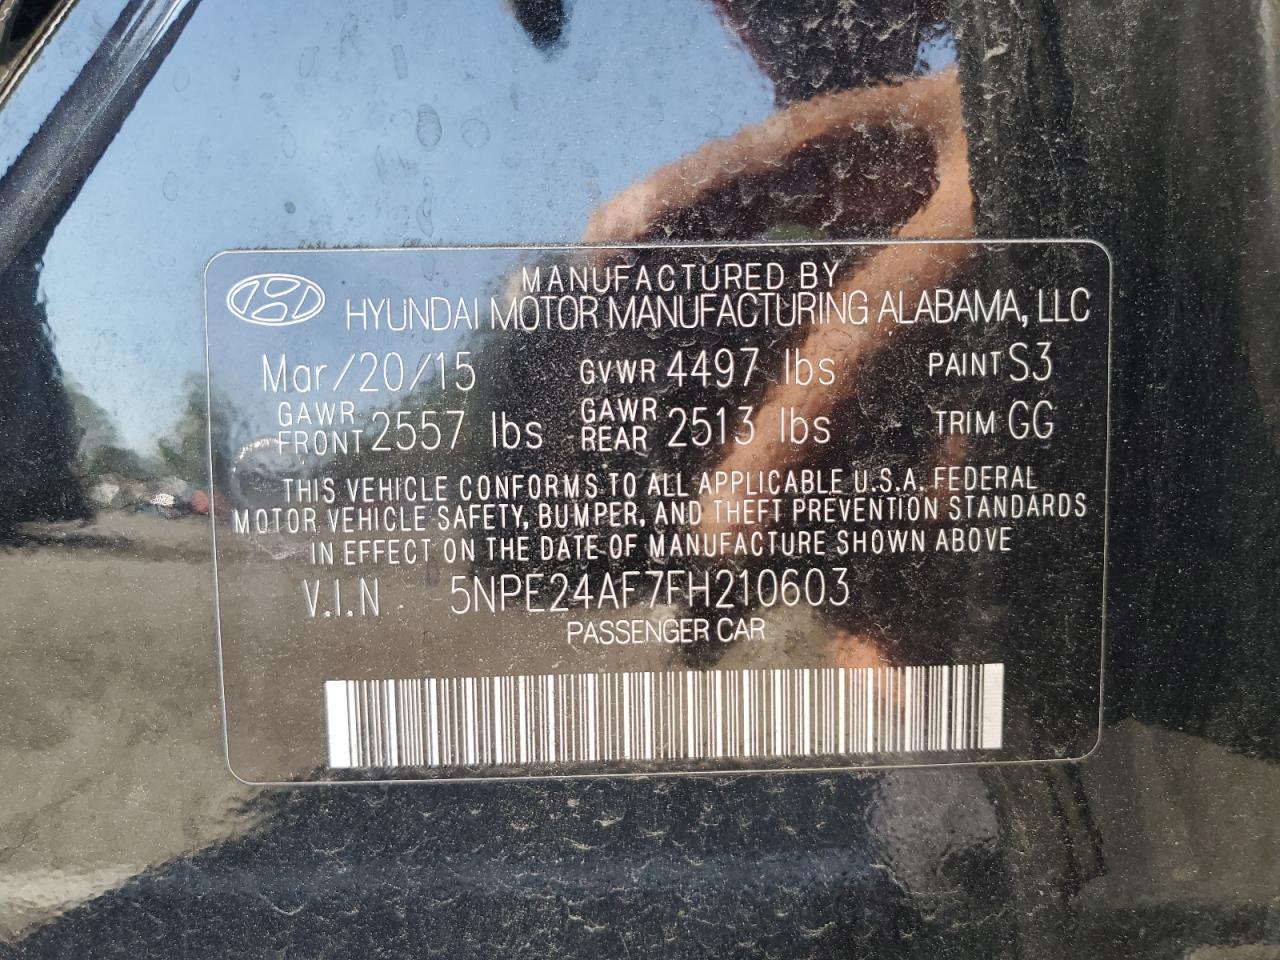 MANUFACTURED BY
HYUNDAI MOTOR MANUFACTURING ALABAMA, LLC
Mar/20/15 GVWR 4497 lbs PAINT S3
GAWR FRONT 2557 lbs GAWR REAR 2513 lbs TRIM GG
THIS VEHICLE CONFORMS TO ALL APPLICABLE U.S.A. FEDERAL
MOTOR VEHICLE SAFETY, BUMPER, AND THEFT PREVENTION STANDARDS
IN EFFECT ON THE DATE OF MANUFACTURE SHOWN ABOVE
V.I.N 5NPE24AF7FH210603
PASSENGER CAR